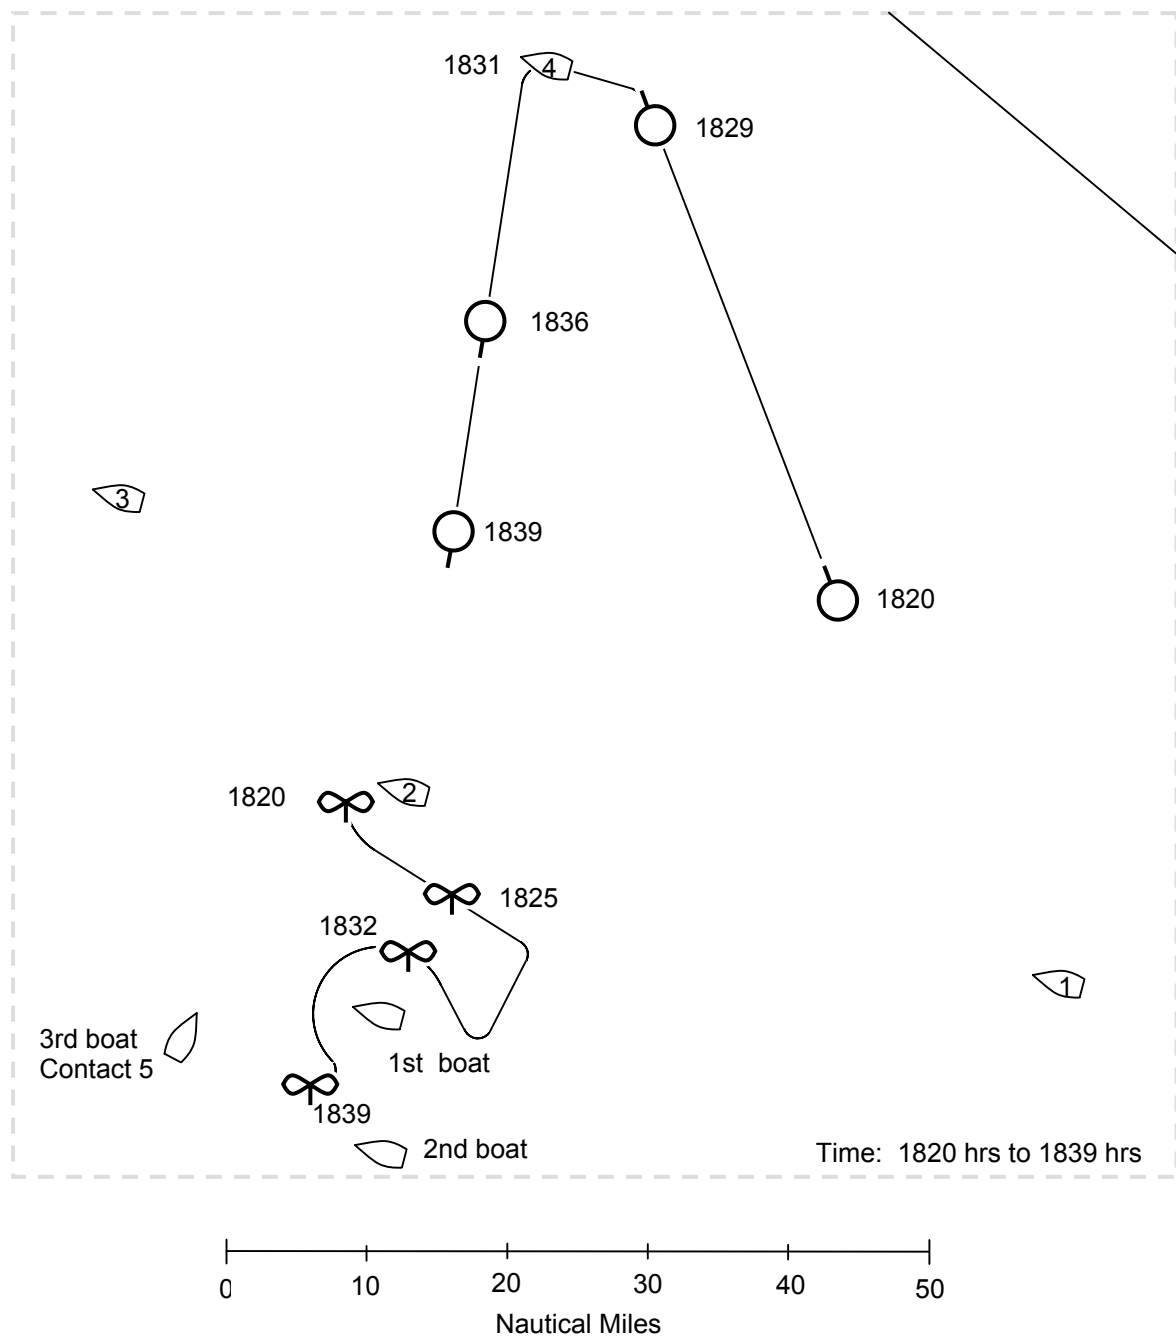 1831
4
1829
1836
3
1839
1820
1820
2
1825
1832
1
3rd boat
Contact 5
1st boat
1839
2nd boat
Time: 1820 hrs to 1839 hrs
0 10 20 30 40 50
Nautical Miles